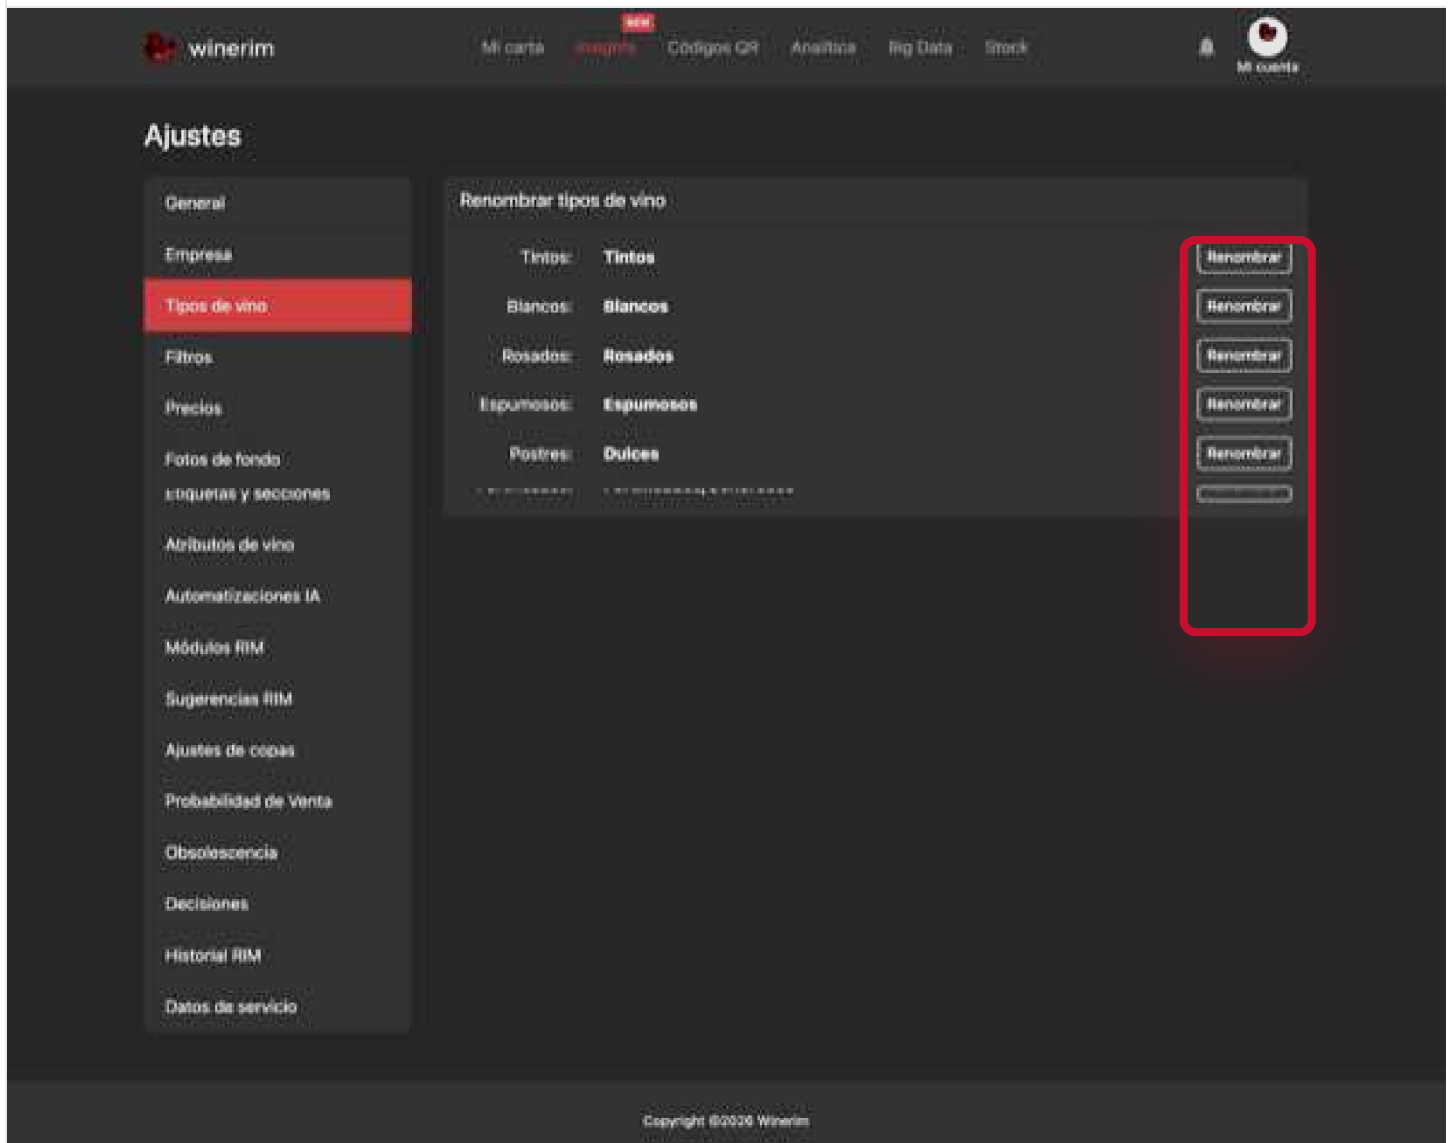 winerim
NEW
Mi carta Insights Códigos QR Analítica Big Data Stock
Mi cuenta
Ajustes
General
Empresa
Tipos de vino
Filtros
Precios
Fotos de fondo
Etiquetas y secciones
Atributos de vino
Automatizaciones IA
Módulos RIM
Sugerencias RIM
Ajustes de copas
Probabilidad de Venta
Obsolescencia
Decisiones
Historial RIM
Datos de servicio
Renombrar tipos de vino
Tintos: Tintos Renombrar
Blancos: Blancos Renombrar
Rosados: Rosados Renombrar
Espumosos: Espumosos Renombrar
Postres: Dulces Renombrar
Copyright ©2026 Winerim